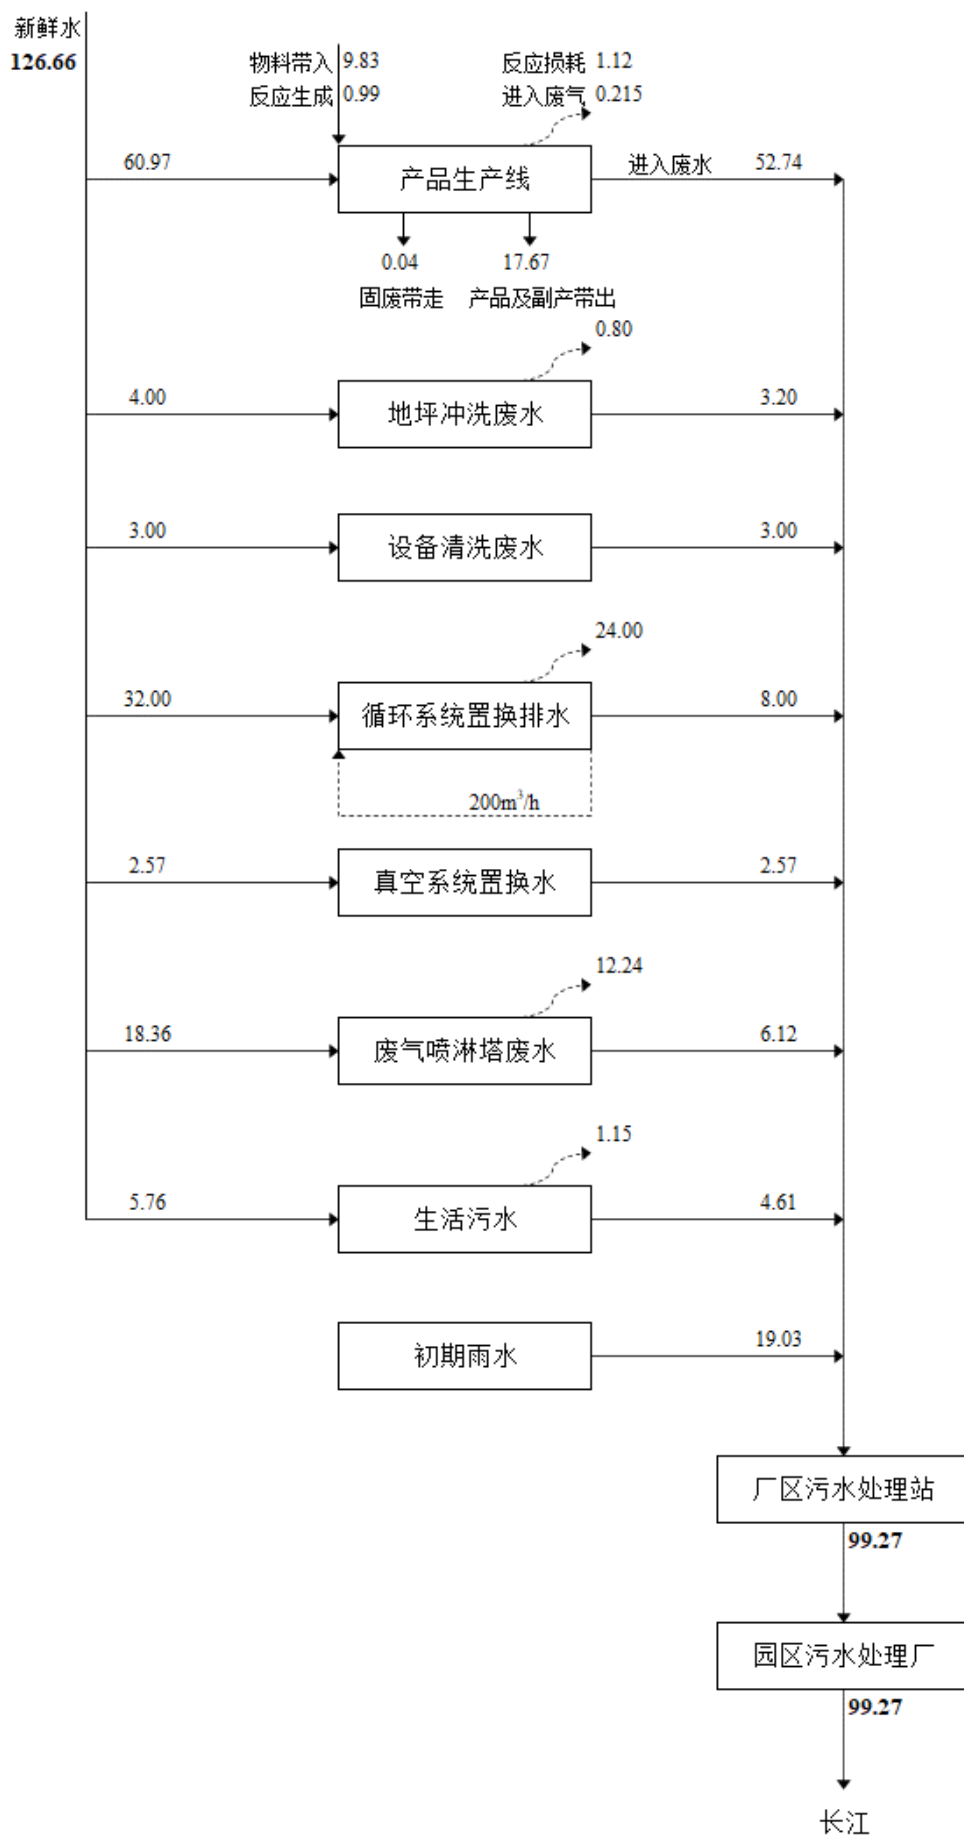 新鲜水
126.66
物料带入 9.83
反应生成 0.99
反应损耗 1.12
进入废气 0.215
60.97
产品生产线
进入废水 52.74
0.04
17.67
固废带走
产品及副产带出
0.80
4.00
地坪冲洗废水
3.20
3.00
设备清洗废水
3.00
24.00
32.00
循环系统置换排水
8.00
200m³/h
2.57
真空系统置换水
2.57
12.24
18.36
废气喷淋塔废水
6.12
1.15
5.76
生活污水
4.61
初期雨水
19.03
厂区污水处理站
99.27
园区污水处理厂
99.27
长江